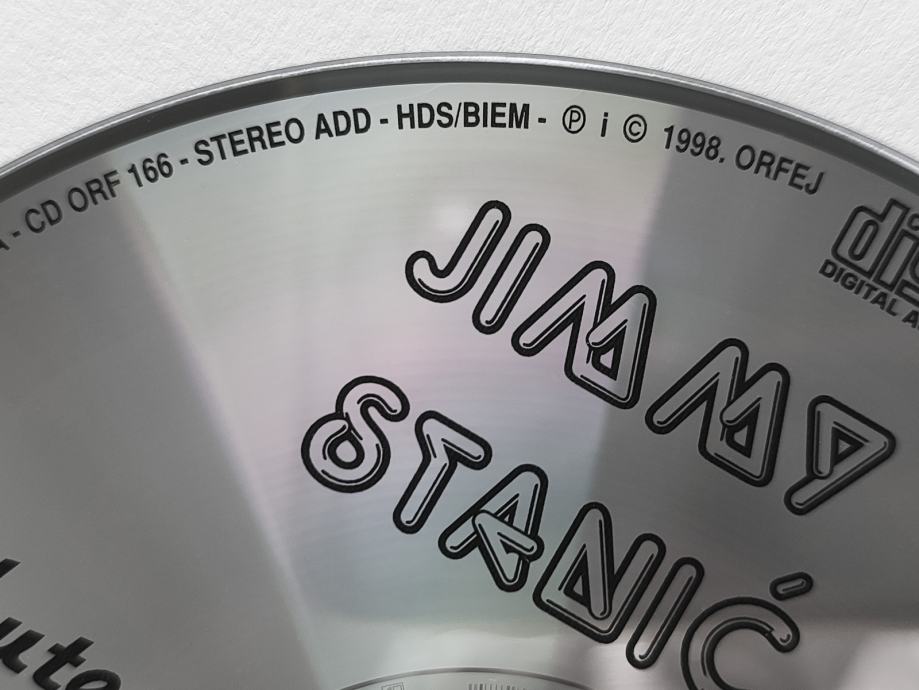 - CD ORF 166 - STEREO ADD - HDS/BIEM - Ⓟ i © 1998. ORFEJ
DIGITAL
JIMMY
STANIĆ